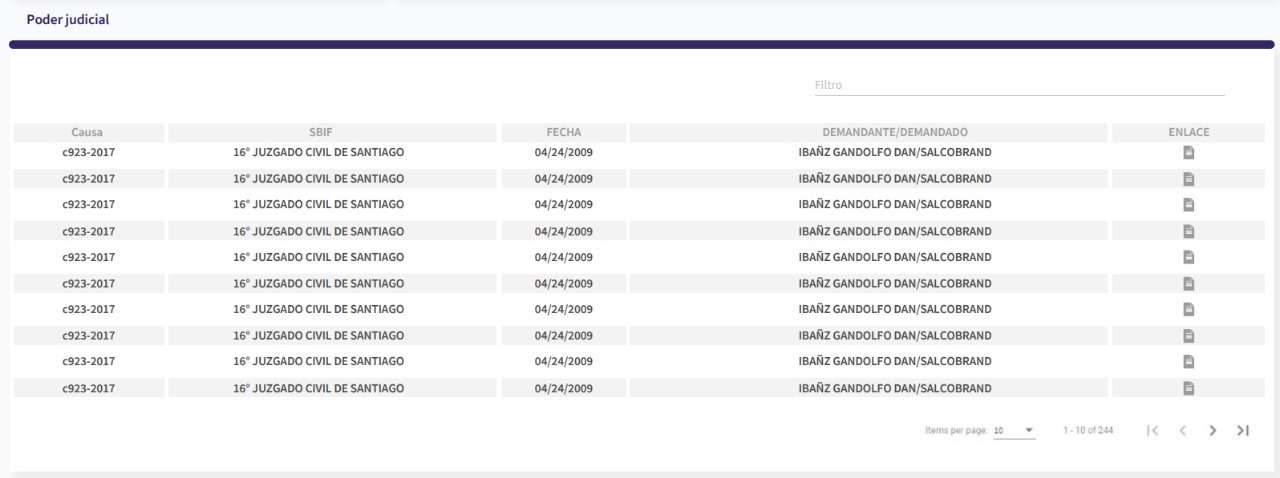 Poder judicial
Filtro
Causa SBIF FECHA DEMANDANTE/DEMANDADO ENLACE
c923-2017 16° JUZGADO CIVIL DE SANTIAGO 04/24/2009 IBAÑZ GANDOLFO DAN/SALCOBRAND
c923-2017 16° JUZGADO CIVIL DE SANTIAGO 04/24/2009 IBAÑZ GANDOLFO DAN/SALCOBRAND
c923-2017 16° JUZGADO CIVIL DE SANTIAGO 04/24/2009 IBAÑZ GANDOLFO DAN/SALCOBRAND
c923-2017 16° JUZGADO CIVIL DE SANTIAGO 04/24/2009 IBAÑZ GANDOLFO DAN/SALCOBRAND
c923-2017 16° JUZGADO CIVIL DE SANTIAGO 04/24/2009 IBAÑZ GANDOLFO DAN/SALCOBRAND
c923-2017 16° JUZGADO CIVIL DE SANTIAGO 04/24/2009 IBAÑZ GANDOLFO DAN/SALCOBRAND
c923-2017 16° JUZGADO CIVIL DE SANTIAGO 04/24/2009 IBAÑZ GANDOLFO DAN/SALCOBRAND
c923-2017 16° JUZGADO CIVIL DE SANTIAGO 04/24/2009 IBAÑZ GANDOLFO DAN/SALCOBRAND
c923-2017 16° JUZGADO CIVIL DE SANTIAGO 04/24/2009 IBAÑZ GANDOLFO DAN/SALCOBRAND
c923-2017 16° JUZGADO CIVIL DE SANTIAGO 04/24/2009 IBAÑZ GANDOLFO DAN/SALCOBRAND
Items per page: 10 1 - 10 of 244